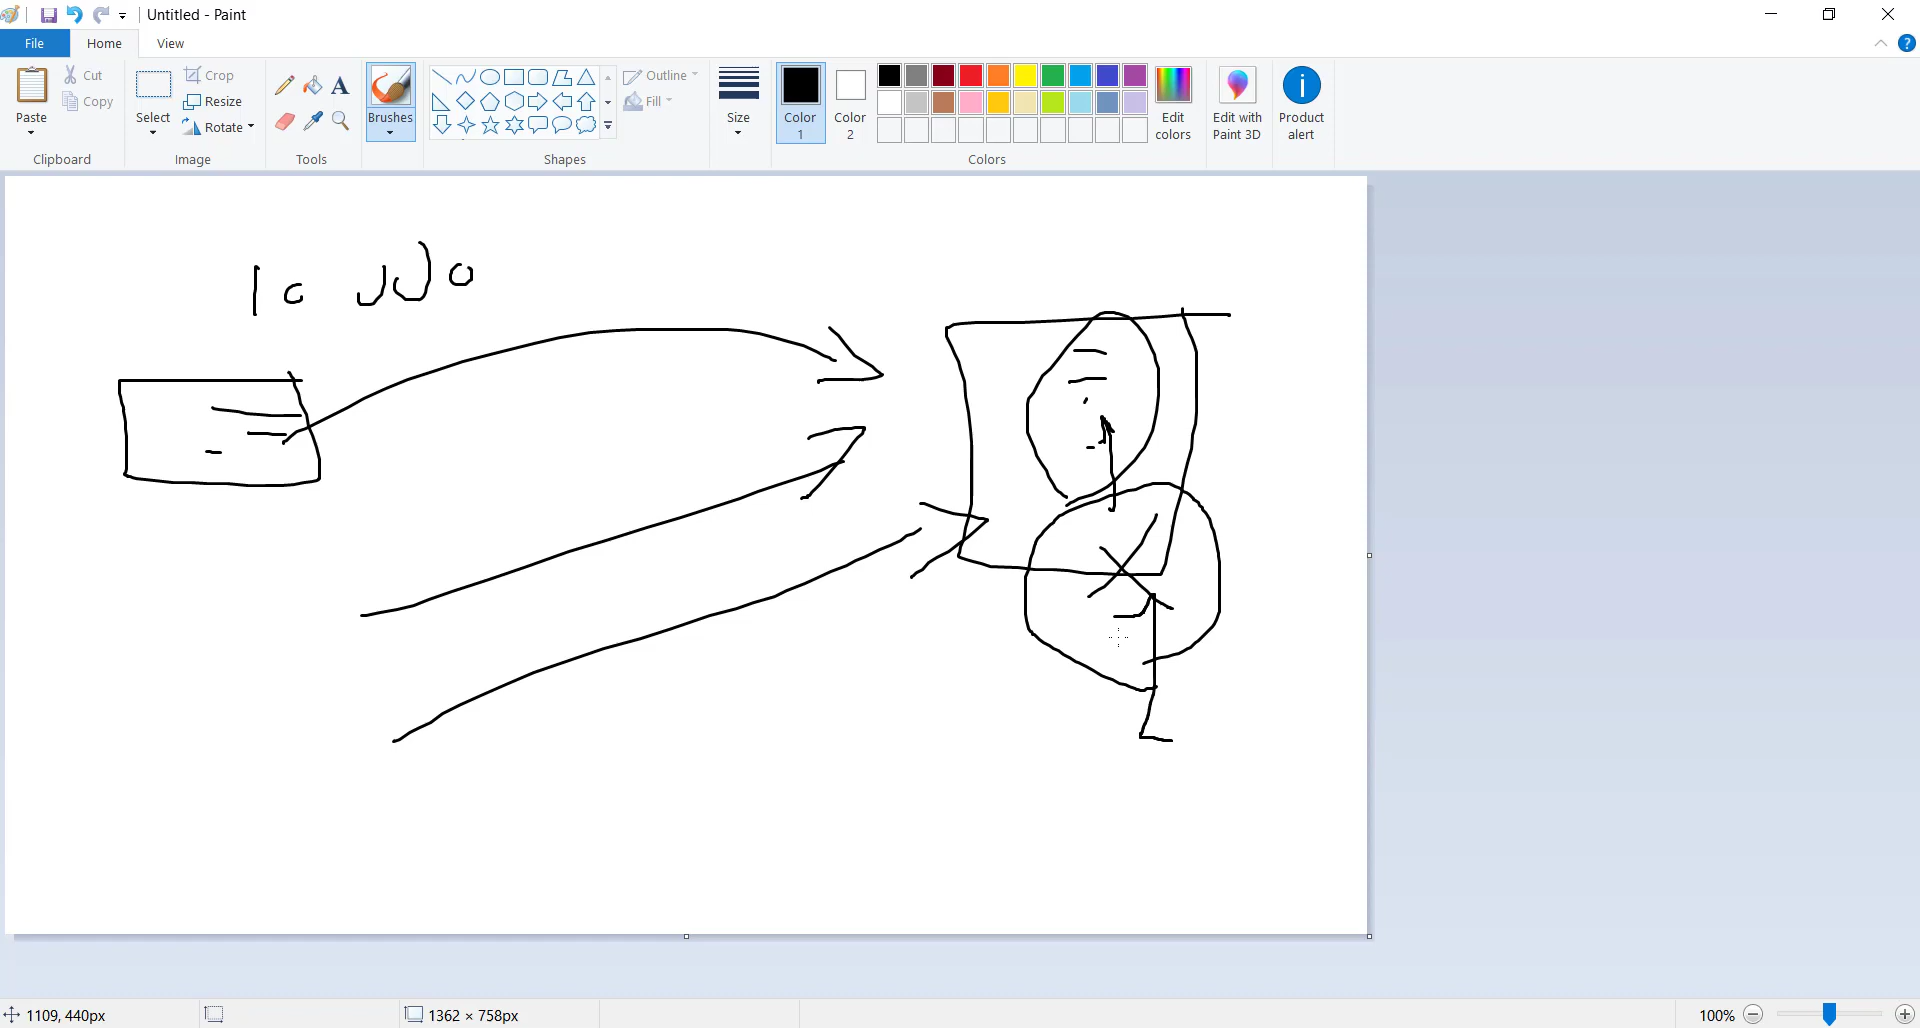 Untitled - Paint
File Home View
Paste Cut Copy Select Crop Resize Rotate Brushes Outline Fill Size Color 1 Color 2 Edit colors Edit with Paint 3D Product alert
Clipboard Image Tools Shapes Colors
1109, 440px 1362 × 758px 100%